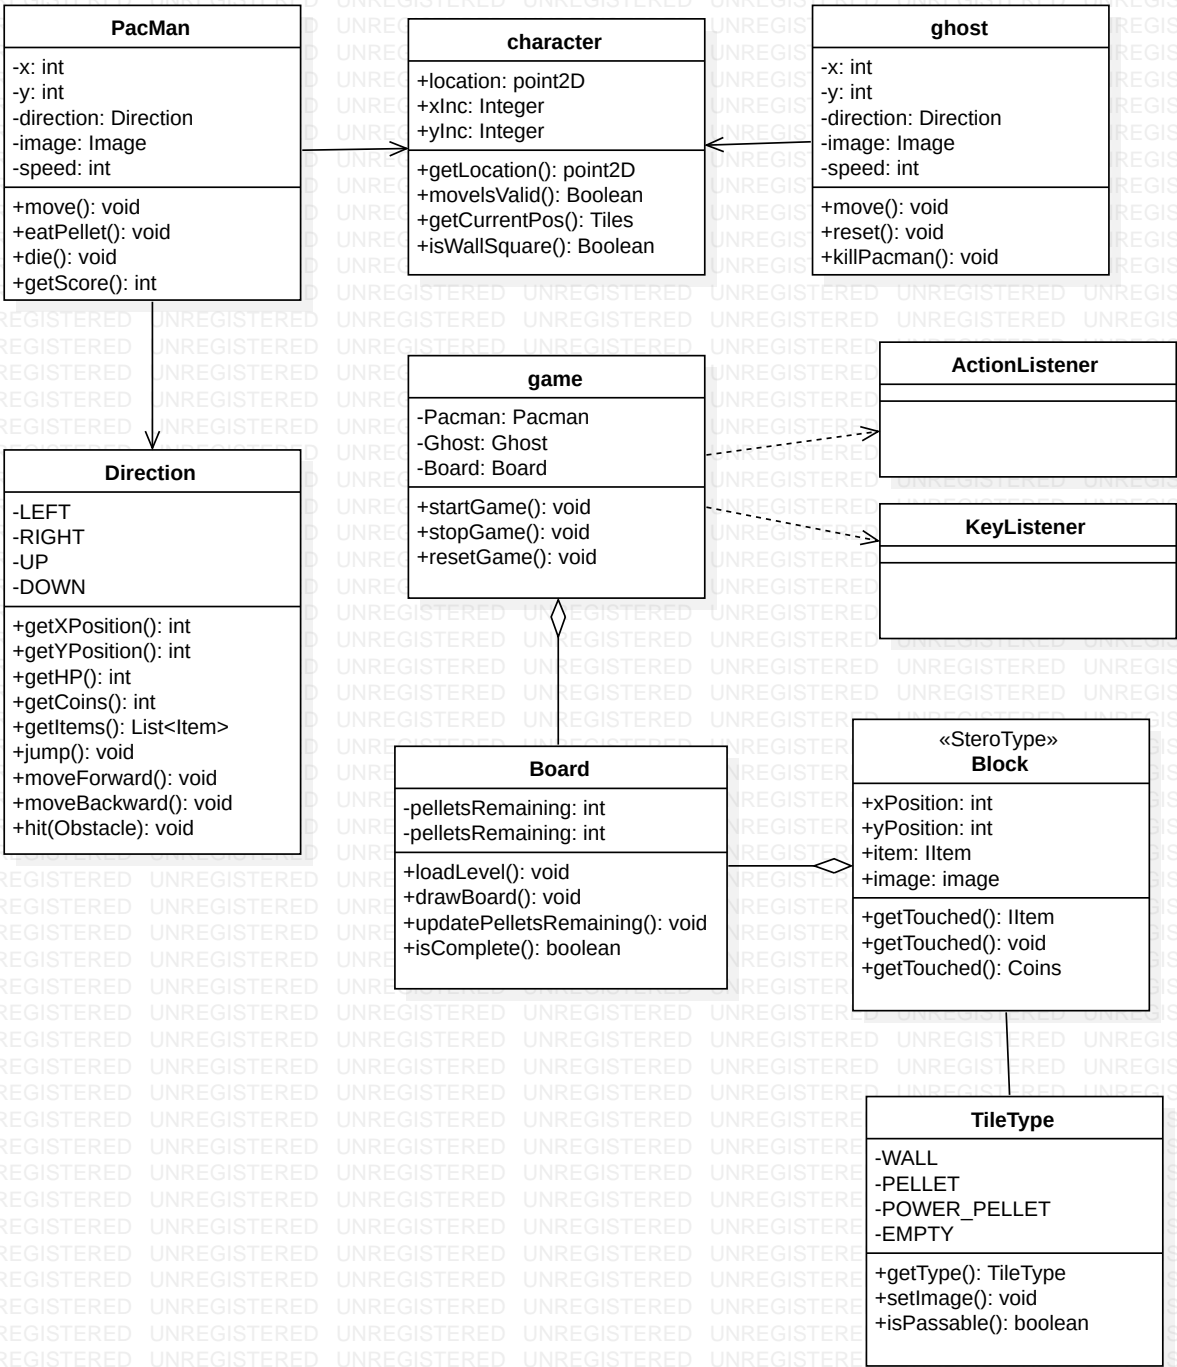 PacMan
-x: int
-y: int
-direction: Direction
-image: Image
-speed: int
+move(): void
+eatPellet(): void
+die(): void
+getScore(): int
character
+location: point2D
+xInc: Integer
+yInc: Integer
+getLocation(): point2D
+moveIsValid(): Boolean
+getCurrentPos(): Tiles
+isWallSquare(): Boolean
ghost
-x: int
-y: int
-direction: Direction
-image: Image
-speed: int
+move(): void
+reset(): void
+killPacman(): void
Direction
-LEFT
-RIGHT
-UP
-DOWN
+getXPosition(): int
+getYPosition(): int
+getHP(): int
+getCoins(): int
+getItems(): List<Item>
+jump(): void
+moveForward(): void
+moveBackward(): void
+hit(Obstacle): void
game
-Pacman: Pacman
-Ghost: Ghost
-Board: Board
+startGame(): void
+stopGame(): void
+resetGame(): void
ActionListener
KeyListener
Board
-pelletsRemaining: int
-pelletsRemaining: int
+loadLevel(): void
+drawBoard(): void
+updatePelletsRemaining(): void
+isComplete(): boolean
«SteroType»
Block
+xPosition: int
+yPosition: int
+item: IItem
+image: image
+getTouched(): IItem
+getTouched(): void
+getTouched(): Coins
TileType
-WALL
-PELLET
-POWER_PELLET
-EMPTY
+getType(): TileType
+setImage(): void
+isPassable(): boolean
UNREGISTERED